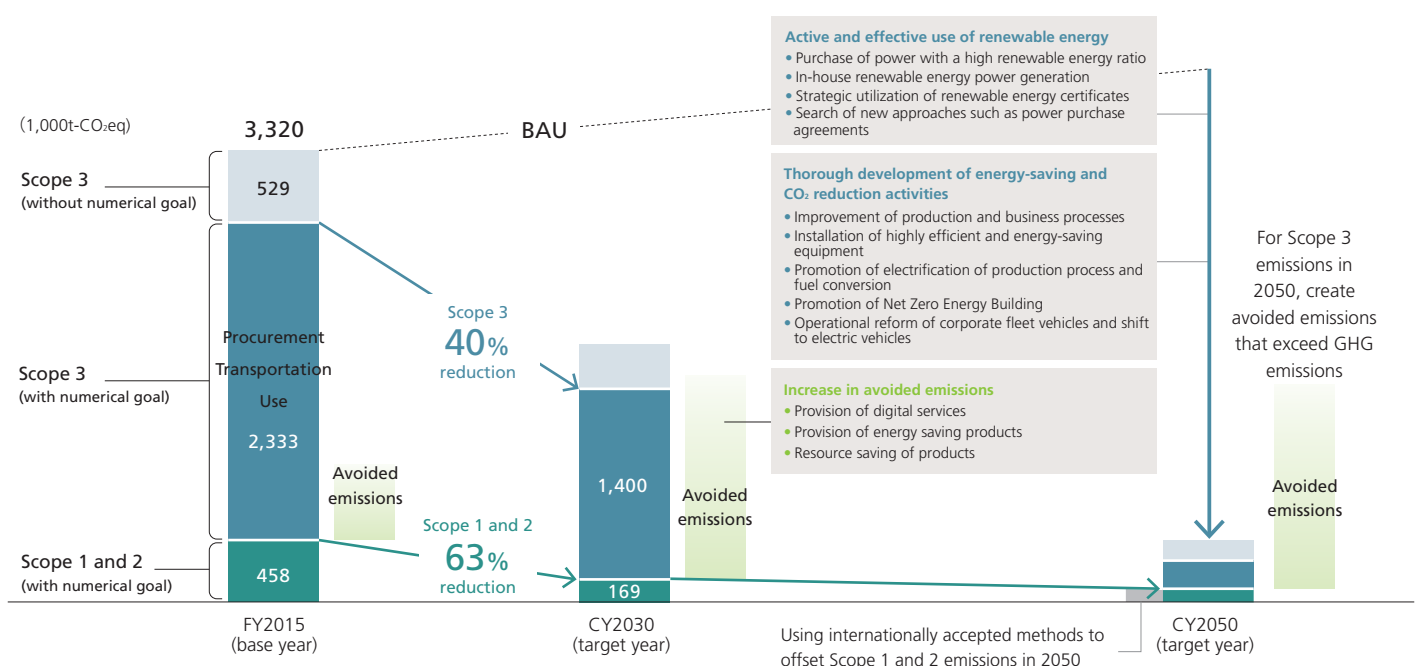 (1,000t-CO₂eq)
3,320
BAU
Scope 3
(without numerical goal)
529
Scope 3
(with numerical goal)
Procurement
Transportation
Use
2,333
Avoided
emissions
Scope 1 and 2
(with numerical goal)
458
FY2015
(base year)
Scope 3
40%
reduction
Scope 1 and 2
63%
reduction
1,400
169
Avoided
emissions
CY2030
(target year)
Active and effective use of renewable energy
• Purchase of power with a high renewable energy ratio
• In-house renewable energy power generation
• Strategic utilization of renewable energy certificates
• Search of new approaches such as power purchase
agreements
Thorough development of energy-saving and
CO₂ reduction activities
• Improvement of production and business processes
• Installation of highly efficient and energy-saving
equipment
• Promotion of electrification of production process and
fuel conversion
• Promotion of Net Zero Energy Building
• Operational reform of corporate fleet vehicles and shift
to electric vehicles
Increase in avoided emissions
• Provision of digital services
• Provision of energy saving products
• Resource saving of products
For Scope 3
emissions in
2050, create
avoided emissions
that exceed GHG
emissions
Avoided
emissions
CY2050
(target year)
Using internationally accepted methods to
offset Scope 1 and 2 emissions in 2050